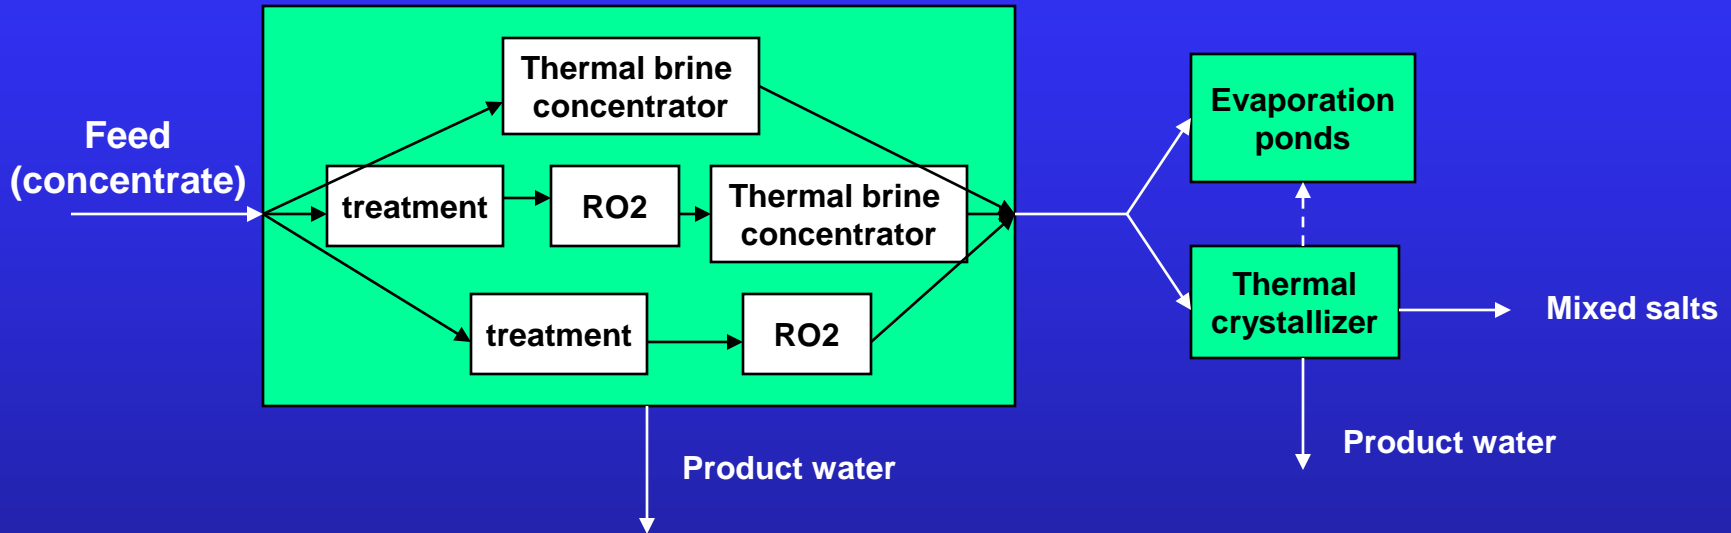 Feed
(concentrate)
Thermal brine
concentrator
treatment
RO2
Thermal brine
concentrator
treatment
RO2
Product water
Evaporation
ponds
Thermal
crystallizer
Mixed salts
Product water